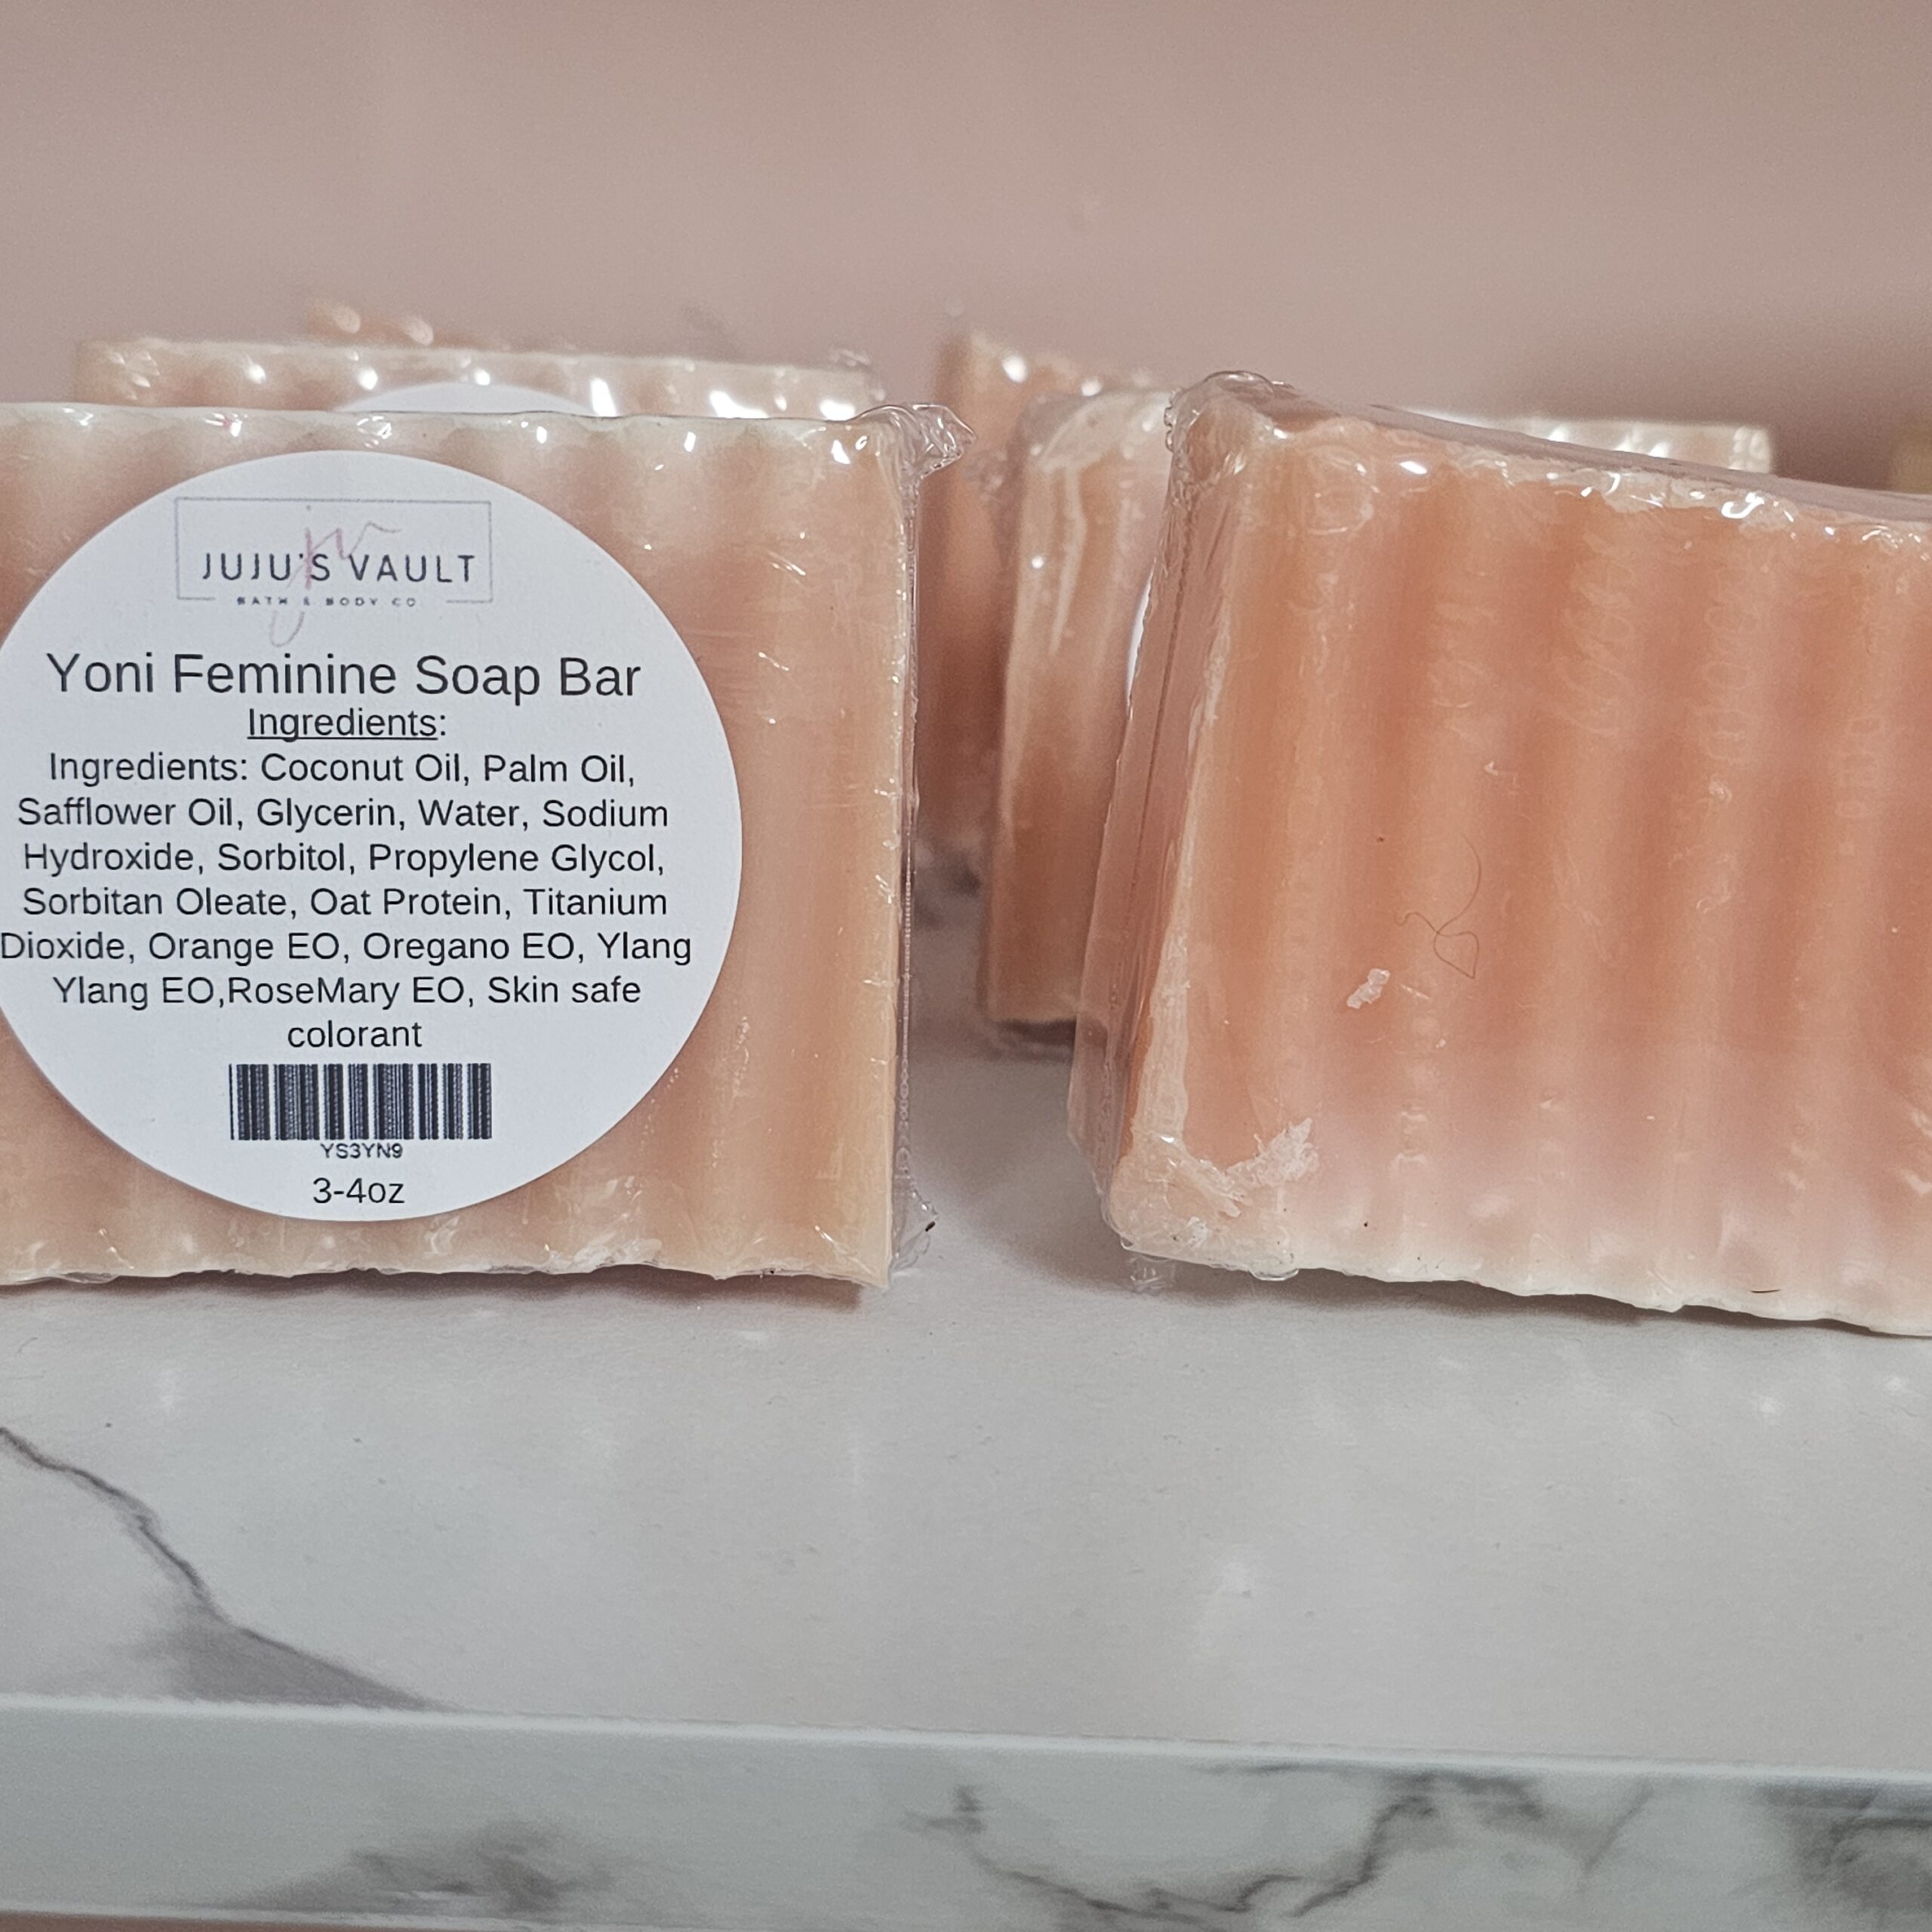 JUJU'S VAULT
BATH & BODY CO
Yoni Feminine Soap Bar
Ingredients:
Ingredients: Coconut Oil, Palm Oil,
Safflower Oil, Glycerin, Water, Sodium
Hydroxide, Sorbitol, Propylene Glycol,
Sorbitan Oleate, Oat Protein, Titanium
Dioxide, Orange EO, Oregano EO, Ylang
Ylang EO,RoseMary EO, Skin safe
colorant
YS3YN9
3-4oz